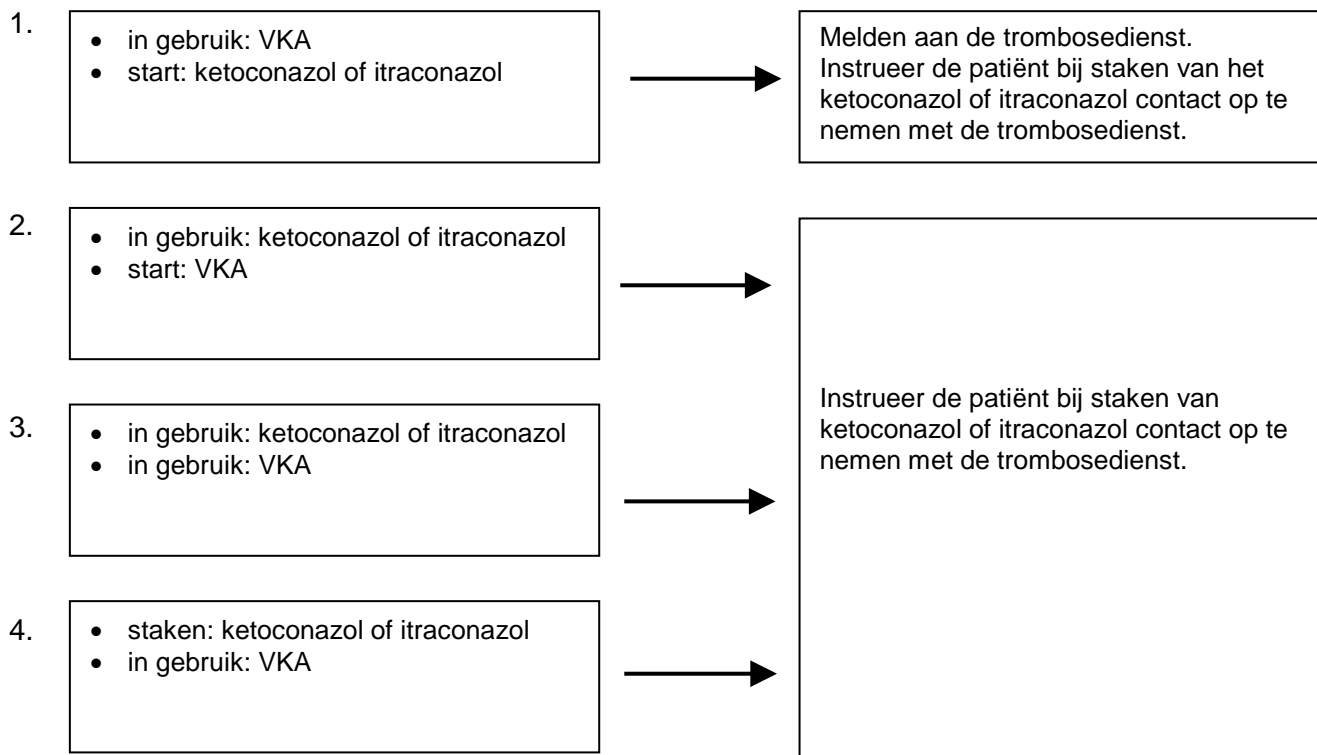 1.
• in gebruik: VKA
• start: ketoconazol of itraconazol
Melden aan de trombosedienst.
Instrueer de patiënt bij staken van het
ketoconazol of itraconazol contact op te
nemen met de trombosedienst.
2.
• in gebruik: ketoconazol of itraconazol
• start: VKA
3.
• in gebruik: ketoconazol of itraconazol
• in gebruik: VKA
Instrueer de patiënt bij staken van
ketoconazol of itraconazol contact op te
nemen met de trombosedienst.
4.
• staken: ketoconazol of itraconazol
• in gebruik: VKA